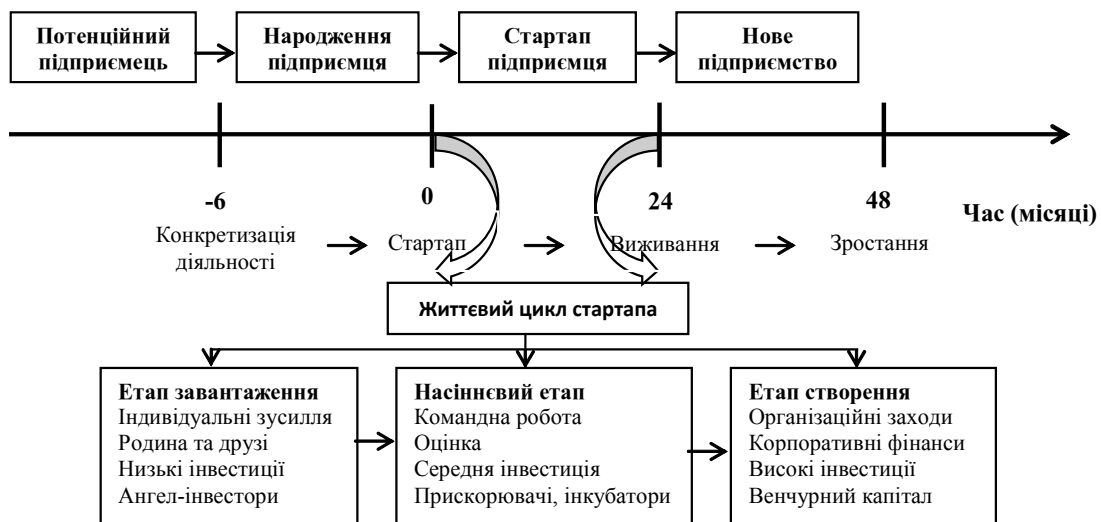 Потенційний
підприємець
Народження
підприємця
Стартап
підприємця
Нове
підприємство
-6
0
24
48
Час (місяці)
Конкретизація
діяльності
Стартап
Виживання
Зростання
Життєвий цикл стартапа
Етап завантаження
Індивідуальні зусилля
Родина та друзі
Низькі інвестиції
Ангел-інвестори
Насіннєвий етап
Командна робота
Оцінка
Середня інвестиція
Прискорювачі, інкубатори
Етап створення
Організаційні заходи
Корпоративні фінанси
Високі інвестиції
Венчурний капітал